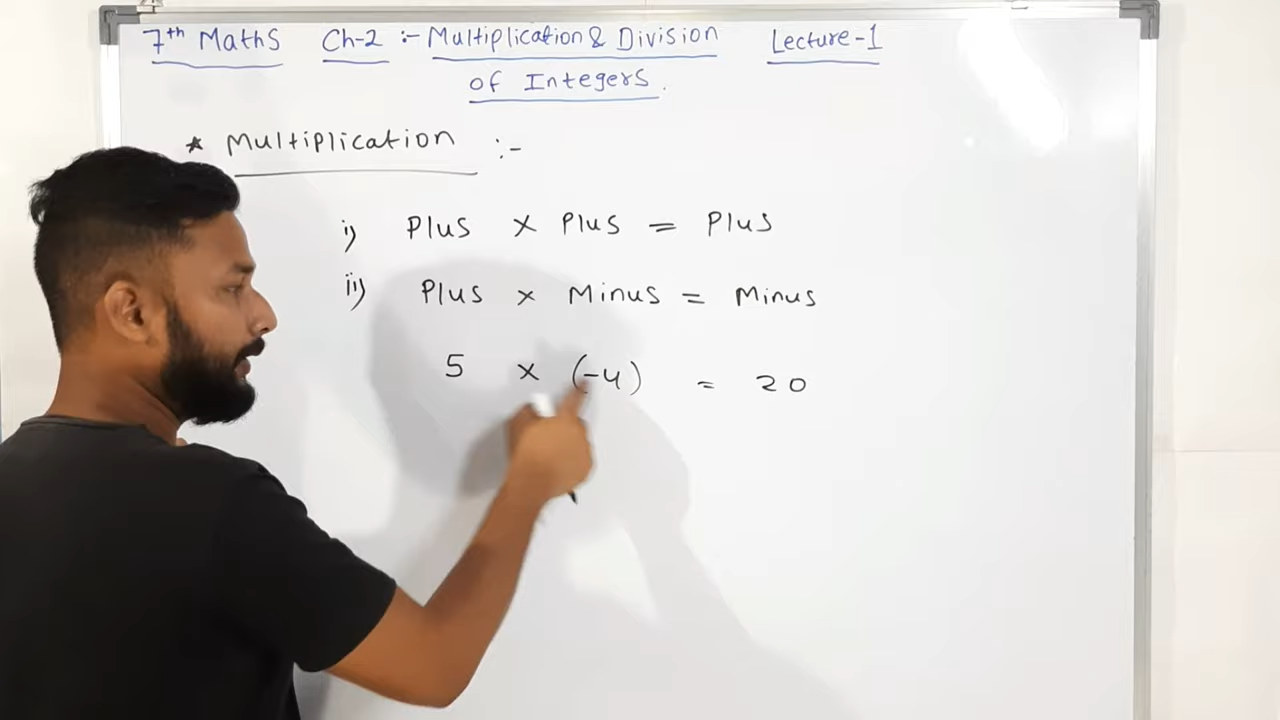 7th Maths Ch-2 :- Multiplication & Division Lecture-1
of Integers.
* Multiplication :-
i) Plus × Plus = Plus
ii) Plus × Minus = Minus
5 × (-4) = 20